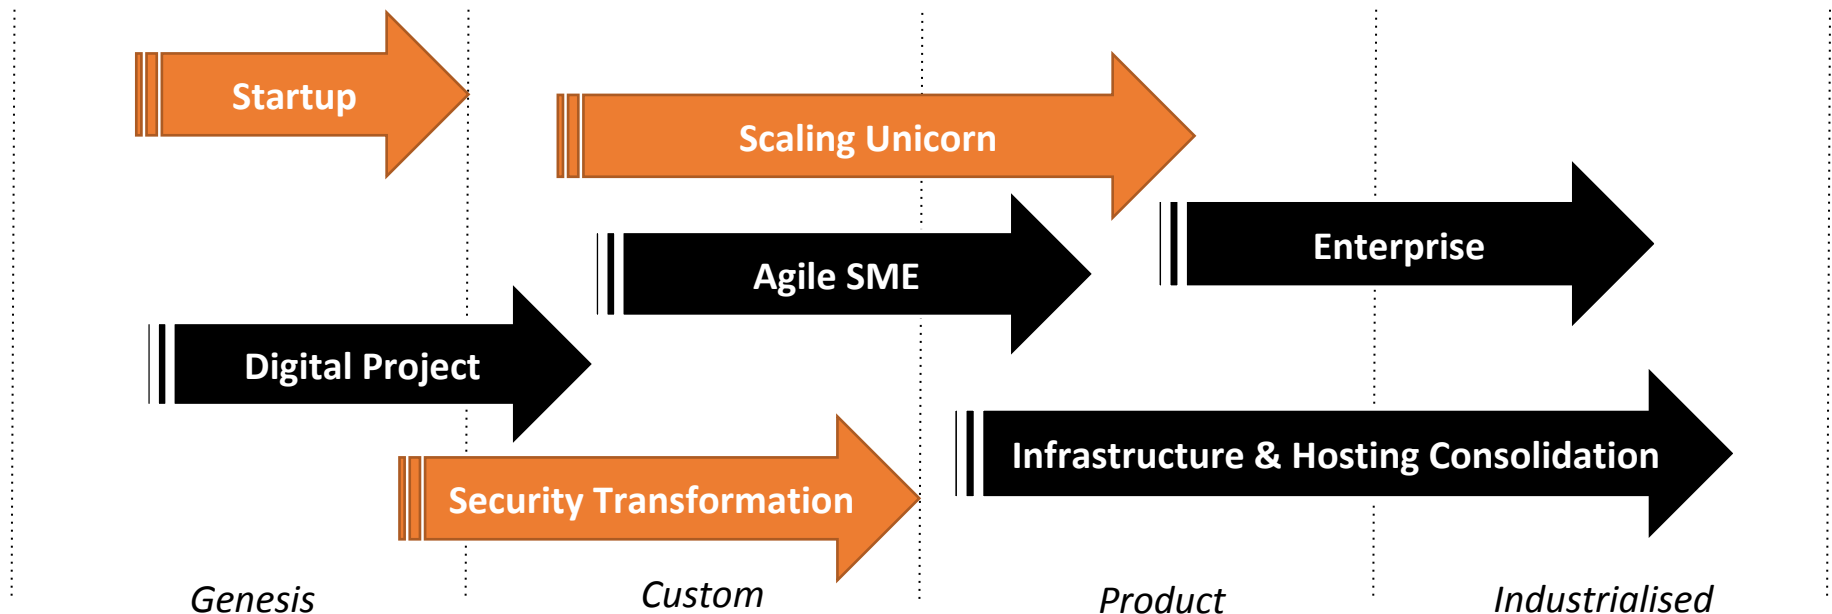 Startup
Scaling Unicorn
Enterprise
Agile SME
Digital Project
Infrastructure & Hosting Consolidation
Security Transformation
Genesis
Custom
Product
Industrialised